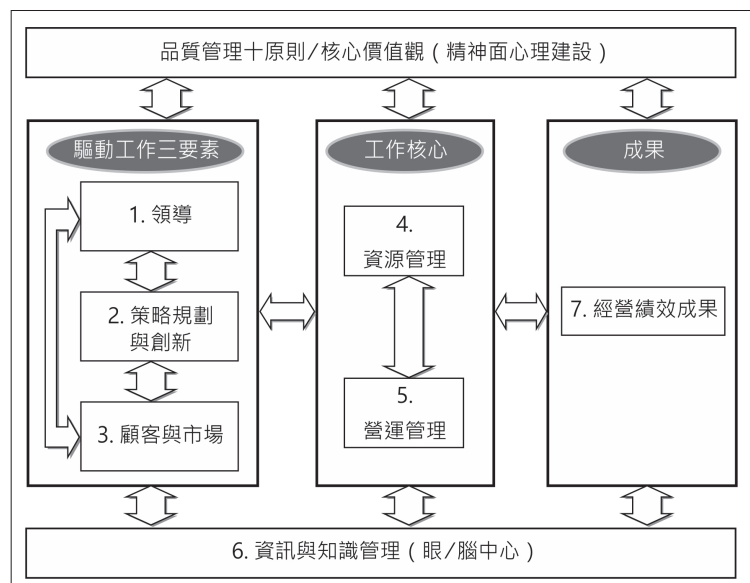 品質管理十原則/核心價值觀（精神面心理建設）
驅動工作三要素
1. 領導
2. 策略規劃
與創新
3. 顧客與市場
工作核心
4.
資源管理
5.
營運管理
成果
7. 經營績效成果
6. 資訊與知識管理（眼/腦中心）